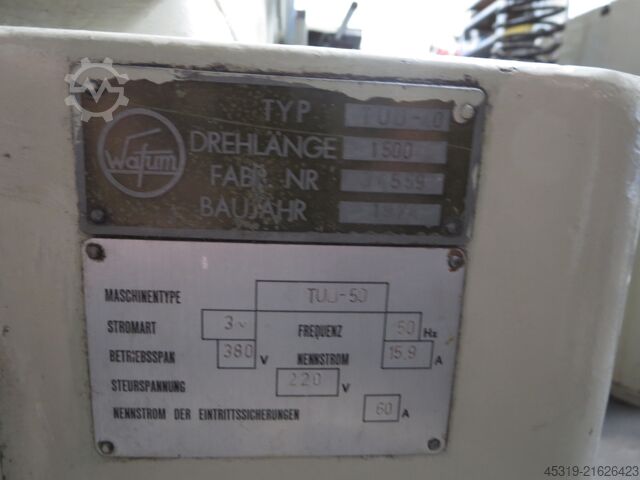 Wafum
TYP
DREHLÄNGE 1500
FABR. NR
BAUJAHR
MASCHINENTYPE TUJ-50
STROMART 3~ FREQUENZ 50 Hz
BETRIEBSSPAN 380 V NENNSTROM 15.9 A
STEUERSPANNUNG 220 V
NENNSTROM DER EINTRITTSSICHERUNGEN 60 A
45319-21626423